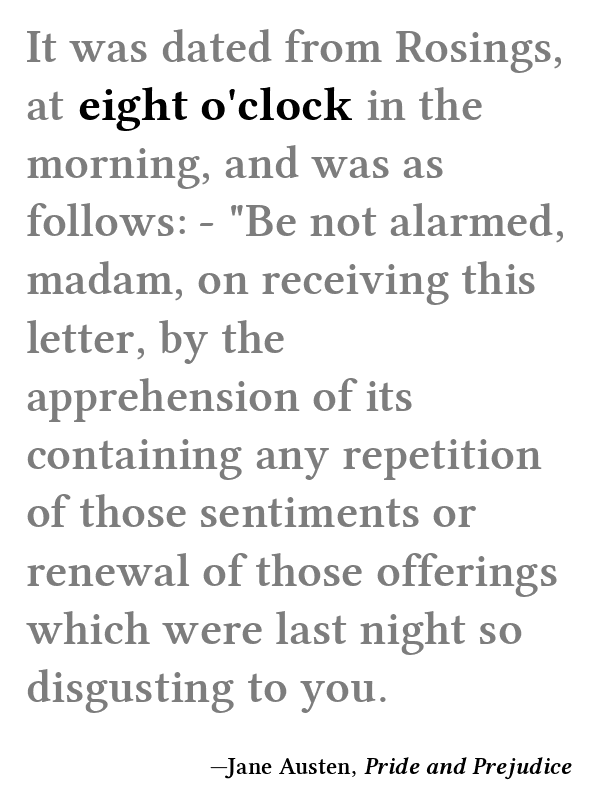 It was dated from Rosings,
at eight o'clock in the
morning, and was as
follows: - "Be not alarmed,
madam, on receiving this
letter, by the
apprehension of its
containing any repetition
of those sentiments or
renewal of those offerings
which were last night so
disgusting to you.
—Jane Austen, Pride and Prejudice